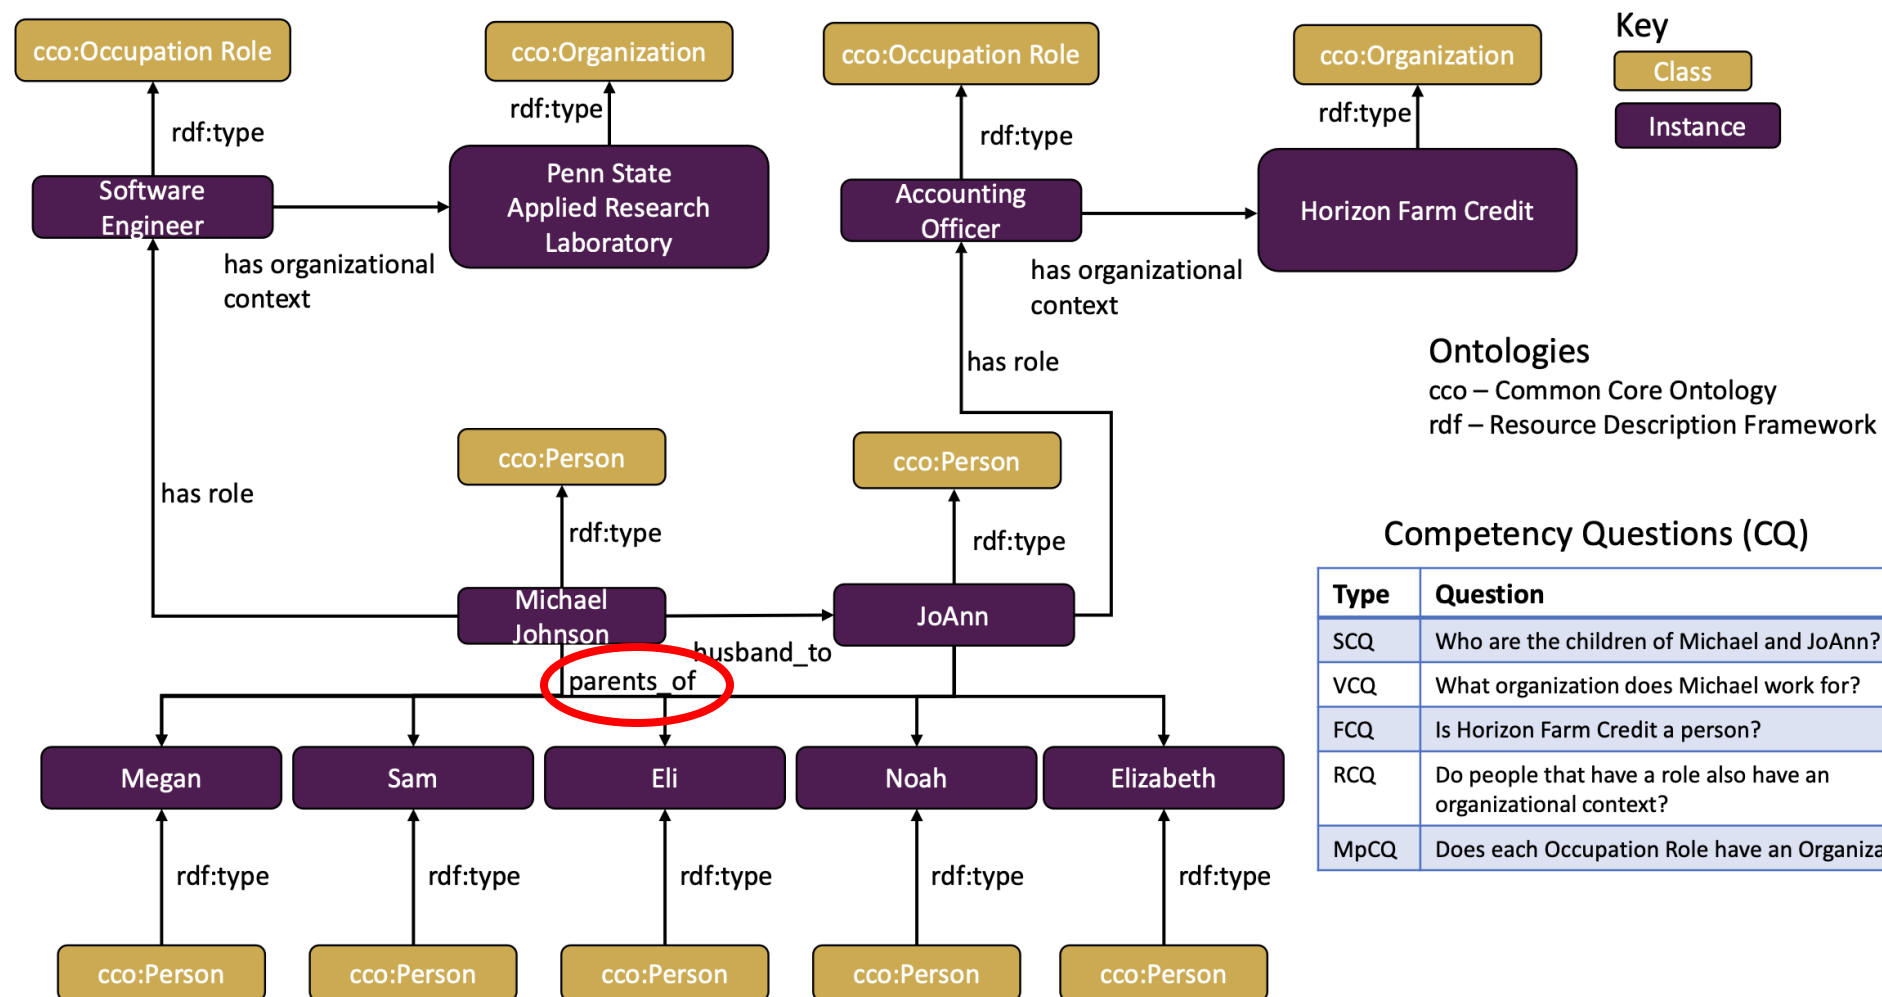 cco:Occupation Role
cco:Organization
cco:Occupation Role
cco:Organization
Key
Class
Instance
rdf:type
rdf:type
rdf:type
rdf:type
Software
Engineer
Penn State
Applied Research
Laboratory
Accounting
Officer
Horizon Farm Credit
has organizational
context
has organizational
context
has role
Ontologies
cco – Common Core Ontology
rdf – Resource Description Framework
cco:Person
cco:Person
has role
rdf:type
rdf:type
Competency Questions (CQ)
Type Question
SCQ Who are the children of Michael and JoAnn?
VCQ What organization does Michael work for?
FCQ Is Horizon Farm Credit a person?
RCQ Do people that have a role also have an
organizational context?
MpCQ Does each Occupation Role have an Organiza
Michael
Johnson
JoAnn
husband_to
parents_of
Megan
Sam
Eli
Noah
Elizabeth
rdf:type
rdf:type
rdf:type
rdf:type
rdf:type
cco:Person
cco:Person
cco:Person
cco:Person
cco:Person